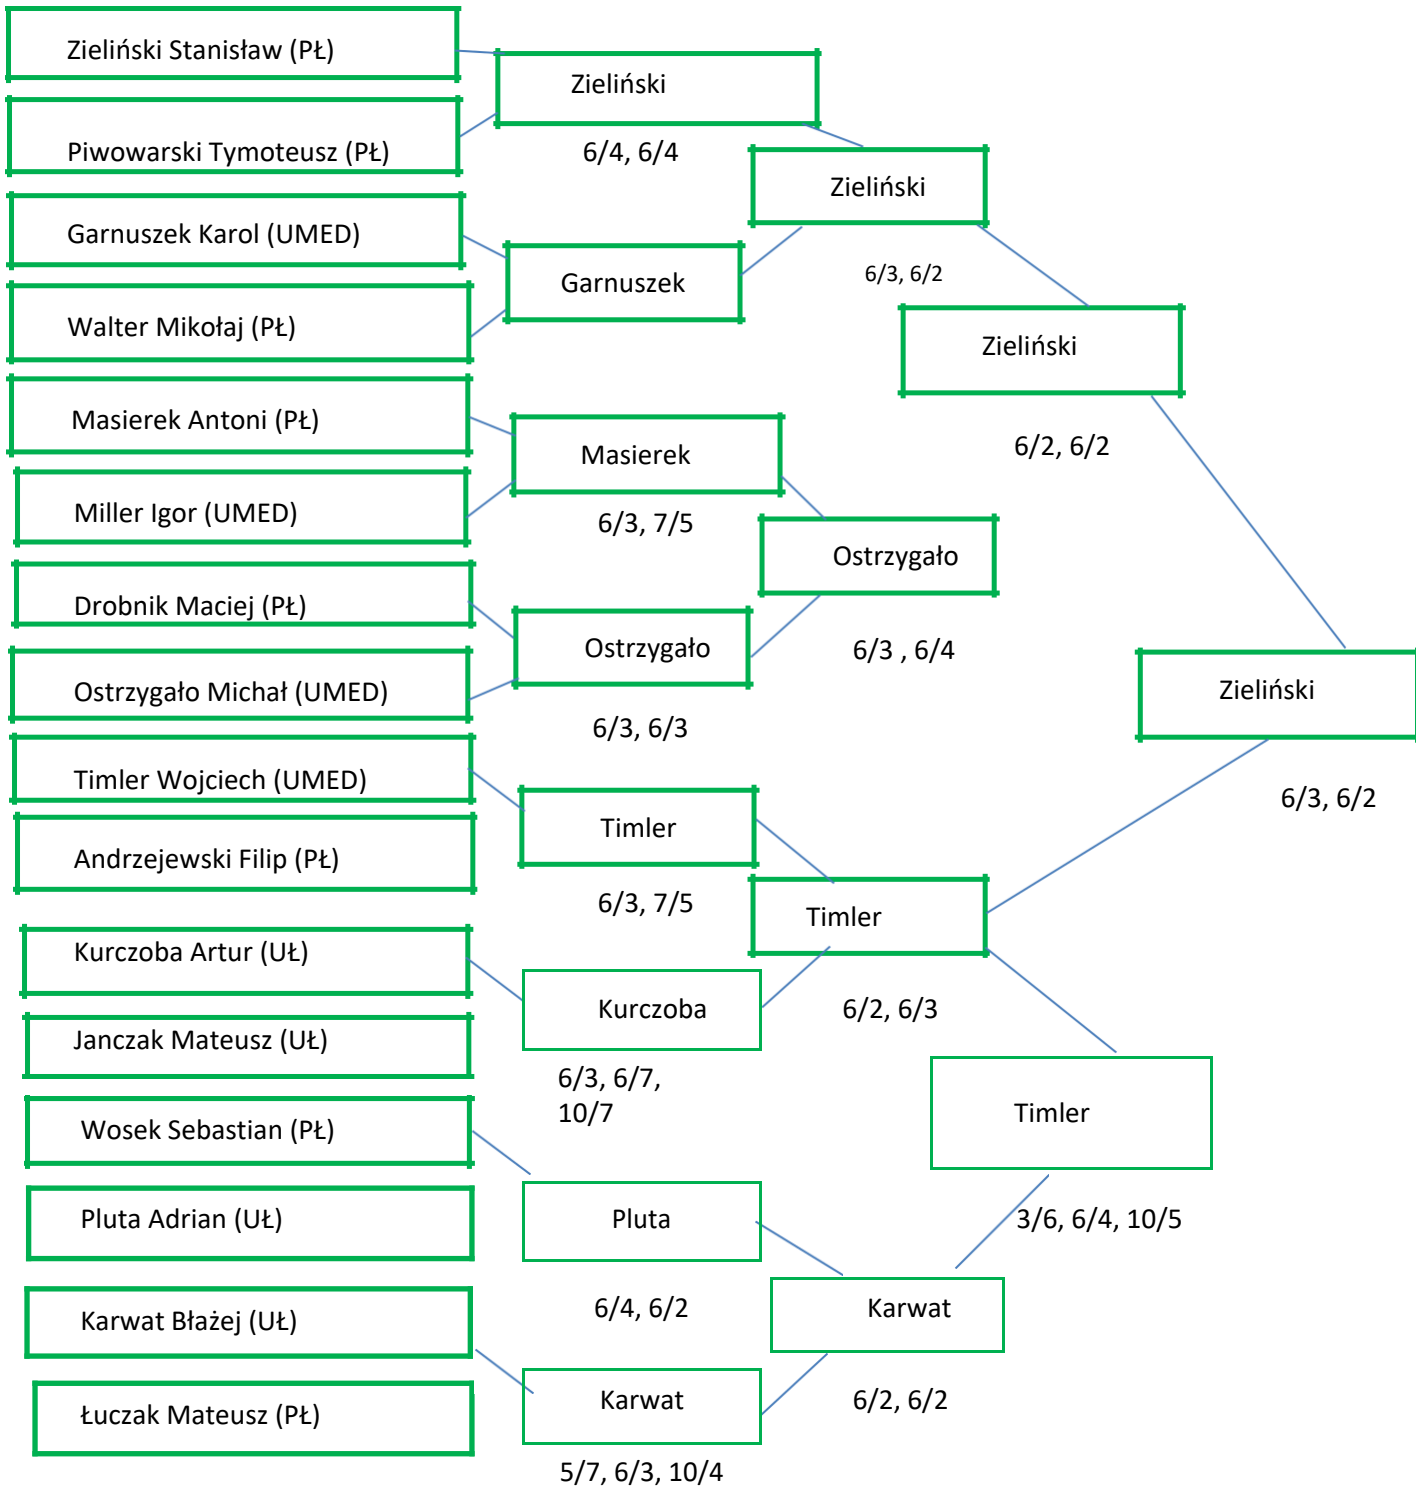 Zieliński Stanisław (PŁ)
Piwowarski Tymoteusz (PŁ)
Garnuszek Karol (UMED)
Walter Mikołaj (PŁ)
Masierek Antoni (PŁ)
Miller Igor (UMED)
Drobnik Maciej (PŁ)
Ostrzygało Michał (UMED)
Timler Wojciech (UMED)
Andrzejewski Filip (PŁ)
Kurczoba Artur (UŁ)
Janczak Mateusz (UŁ)
Wosek Sebastian (PŁ)
Pluta Adrian (UŁ)
Karwat Błażej (UŁ)
Łuczak Mateusz (PŁ)
Zieliński
6/4, 6/4
Garnuszek
Masierek
6/3, 7/5
Ostrzygało
6/3, 6/3
Timler
6/3, 7/5
Kurczoba
6/3, 6/7,
10/7
Pluta
6/4, 6/2
Karwat
5/7, 6/3, 10/4
Zieliński
6/3, 6/2
Ostrzygało
6/3 , 6/4
Timler
6/2, 6/3
Karwat
6/2, 6/2
Zieliński
6/2, 6/2
Timler
3/6, 6/4, 10/5
Zieliński
6/3, 6/2